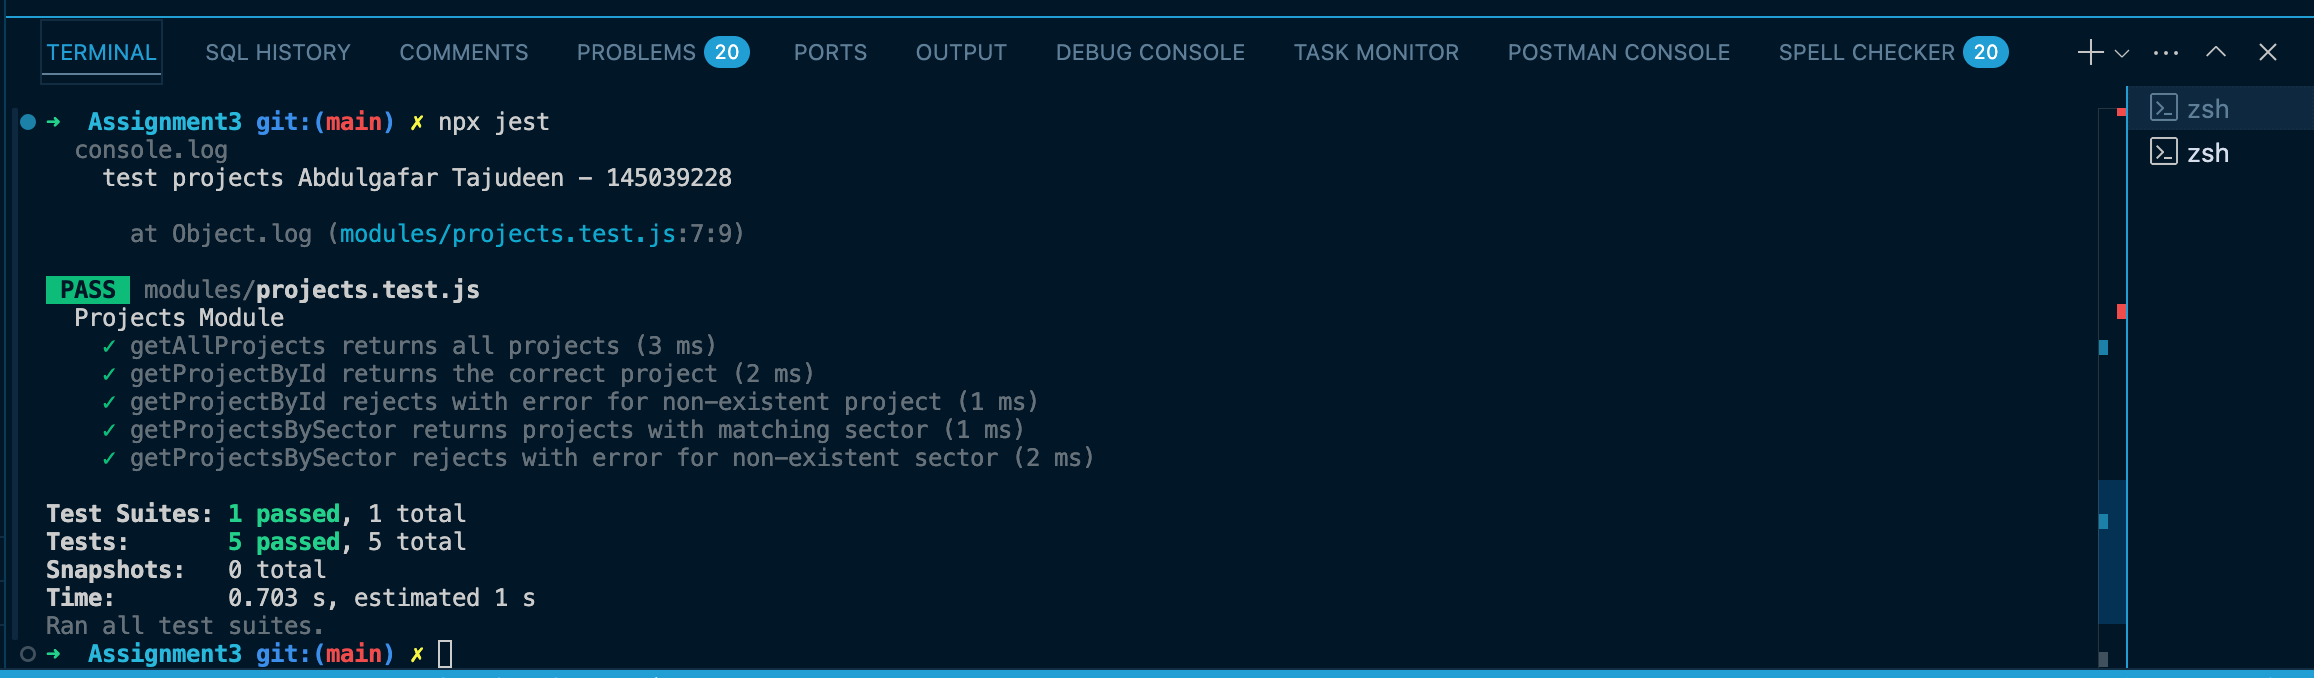 TERMINAL SQL HISTORY COMMENTS PROBLEMS 20 PORTS OUTPUT DEBUG CONSOLE TASK MONITOR POSTMAN CONSOLE SPELL CHECKER 20
➜ Assignment3 git:(main) ✗ npx jest
console.log
test projects Abdulgafar Tajudeen - 145039228
at Object.log (modules/projects.test.js:7:9)
PASS modules/projects.test.js
Projects Module
✓ getAllProjects returns all projects (3 ms)
✓ getProjectById returns the correct project (2 ms)
✓ getProjectById rejects with error for non-existent project (1 ms)
✓ getProjectsBySector returns projects with matching sector (1 ms)
✓ getProjectsBySector rejects with error for non-existent sector (2 ms)
Test Suites: 1 passed, 1 total
Tests: 5 passed, 5 total
Snapshots: 0 total
Time: 0.703 s, estimated 1 s
Ran all test suites.
➜ Assignment3 git:(main) ✗
zsh
zsh